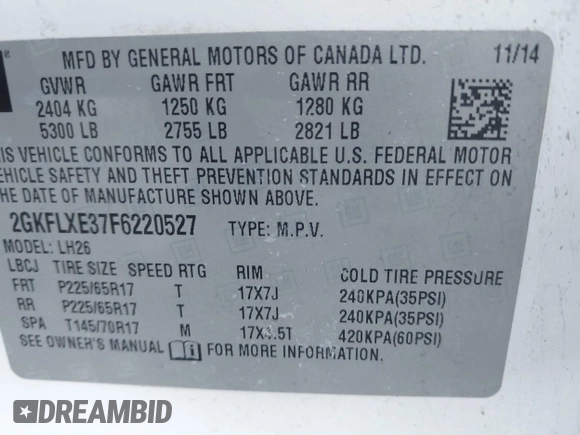 MFD BY GENERAL MOTORS OF CANADA LTD. 11/14
GVWR GAWR FRT GAWR RR
2404 KG 1250 KG 1280 KG
5300 LB 2755 LB 2821 LB
IS VEHICLE CONFORMS TO ALL APPLICABLE U.S. FEDERAL MOTOR
VEHICLE SAFETY AND THEFT PREVENTION STANDARDS IN EFFECT ON
THE DATE OF MANUFACTURE SHOWN ABOVE.
2GKFLXE37F6220527 TYPE: M.P.V.
MODEL: LH26
LBCJ TIRE SIZE SPEED RTG RIM COLD TIRE PRESSURE
FRT P225/65R17 T 17X7J 240KPA(35PSI)
RR P225/65R17 T 17X7J 240KPA(35PSI)
SPA T145/70R17 M 420KPA(60PSI)
SEE OWNER'S MANUAL FOR MORE INFORMATION.
DREAMBID